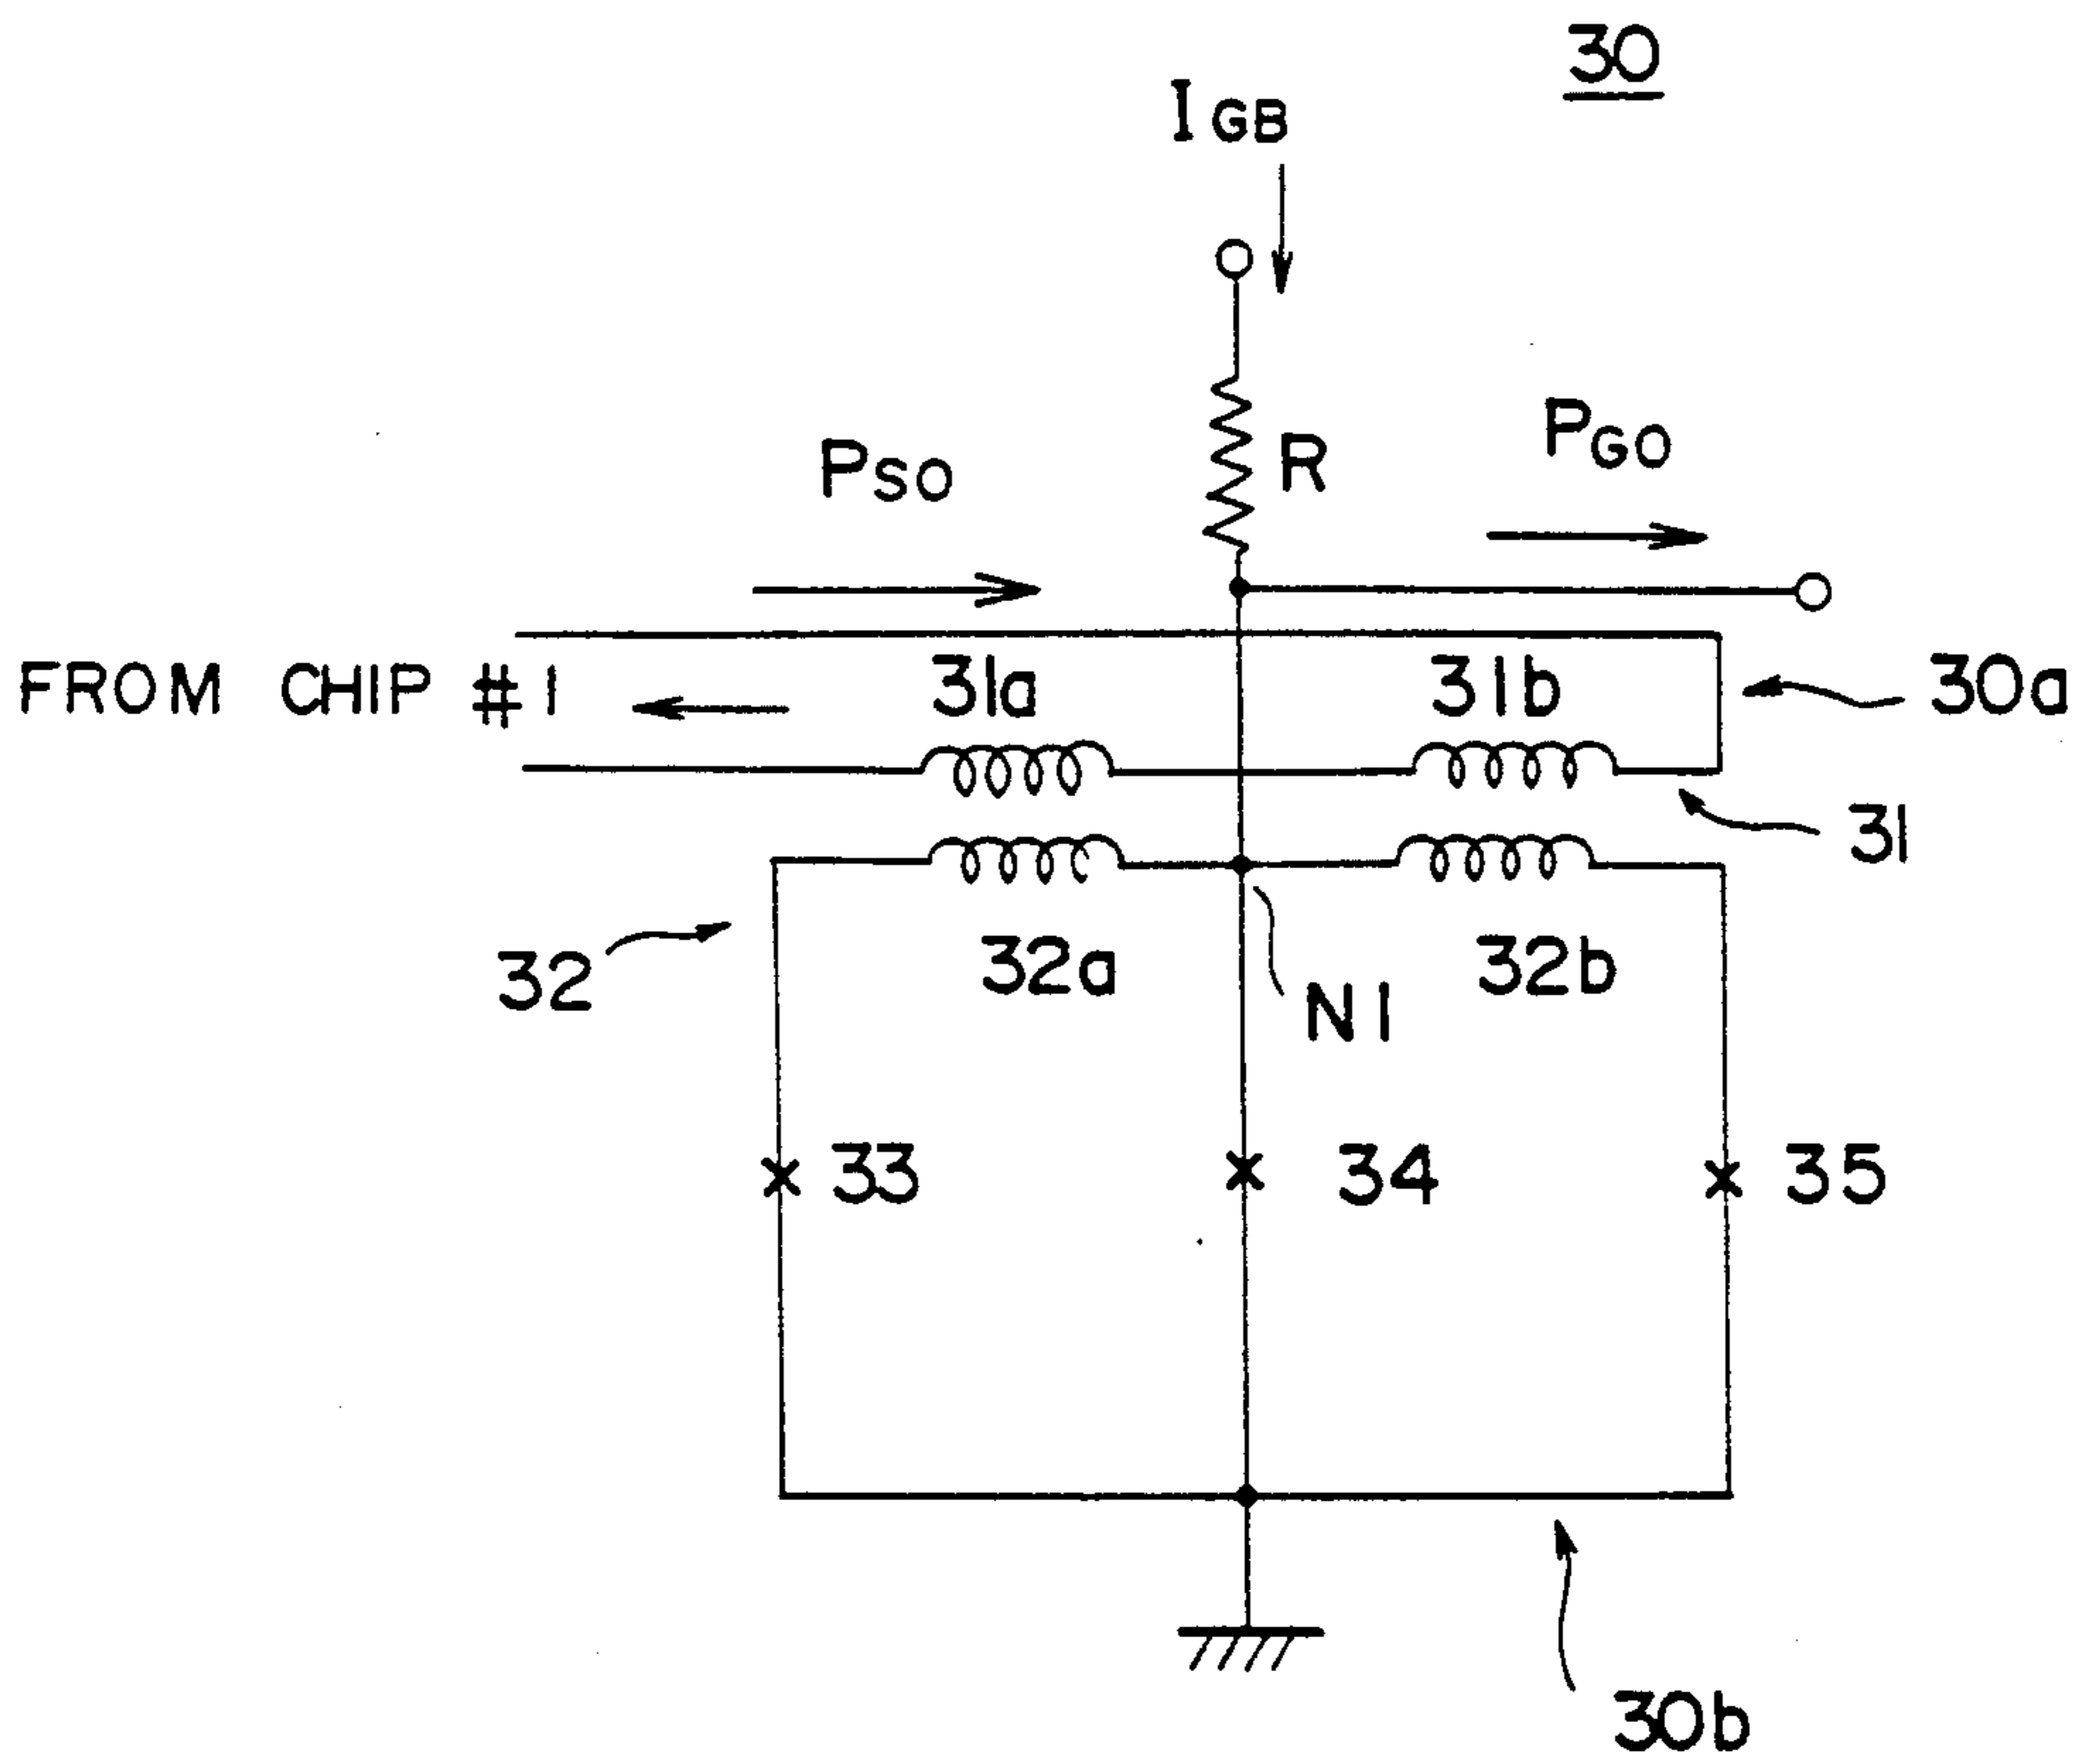 30
IGB
PGO
R
PSO
31a 31b 30a
FROM CHIP #1
31
32a 32b
32
N1
33 34 35
30b